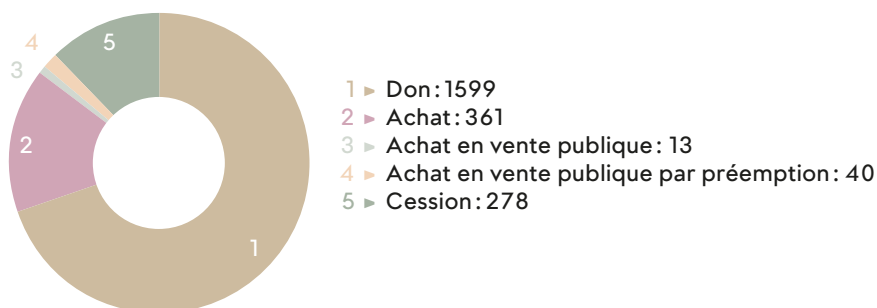 4
5
3
2
1
1 ► Don : 1599
2 ► Achat : 361
3 ► Achat en vente publique : 13
4 ► Achat en vente publique par préemption : 40
5 ► Cession : 278